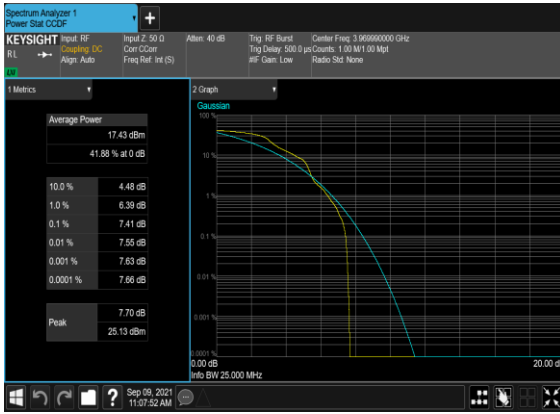 Spectrum Analyzer 1
Power Stat CCDF
+
KEYSIGHT
RL
Input: RF
Coupling: DC
Align: Auto
Input Z: 50 Ω
Corr CCorr
Freq Ref: Int (S)
Atten: 40 dB
Trig: RF Burst
Trig Delay: 500.0 µs
#IF Gain: Low
Center Freq: 3.969990000 GHz
Counts: 1.00 M/1.00 Mpt
Radio Std: None
1 Metrics
Average Power
17.43 dBm
41.88 % at 0 dB
10.0 % 4.48 dB
1.0 % 6.39 dB
0.1 % 7.41 dB
0.01 % 7.55 dB
0.001 % 7.63 dB
0.0001 % 7.66 dB
Peak
7.70 dB
25.13 dBm
2 Graph
Gaussian
100 %
10 %
1 %
0.1 %
0.01 %
0.001 %
0.0001 %
0.00 dB
20.00 d
Info BW 25.000 MHz
?
Sep 09, 2021
11:07:52 AM